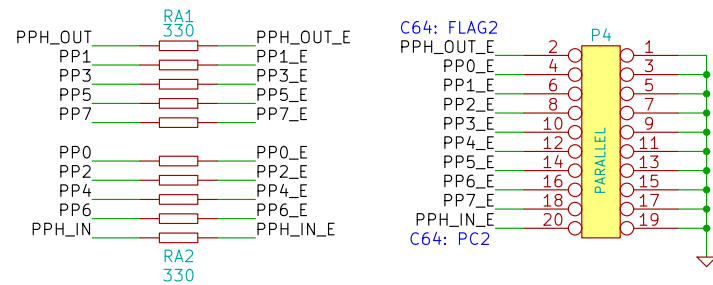 RA1
330
PPH_OUT PPH_OUT_E
PP1 PP1_E
PP3 PP3_E
PP5 PP5_E
PP7 PP7_E
PP0 PP0_E
PP2 PP2_E
PP4 PP4_E
PP6 PP6_E
PPH_IN PPH_IN_E
RA2
330
C64: FLAG2
P4
PPH_OUT_E 2 1
PP0_E 4 3
PP1_E 6 5
PP2_E 8 7
PP3_E 10 9
PP4_E 12 11
PP5_E 14 13
PP6_E 16 15
PP7_E 18 17
PPH_IN_E 20 19
PARALLEL
C64: PC2